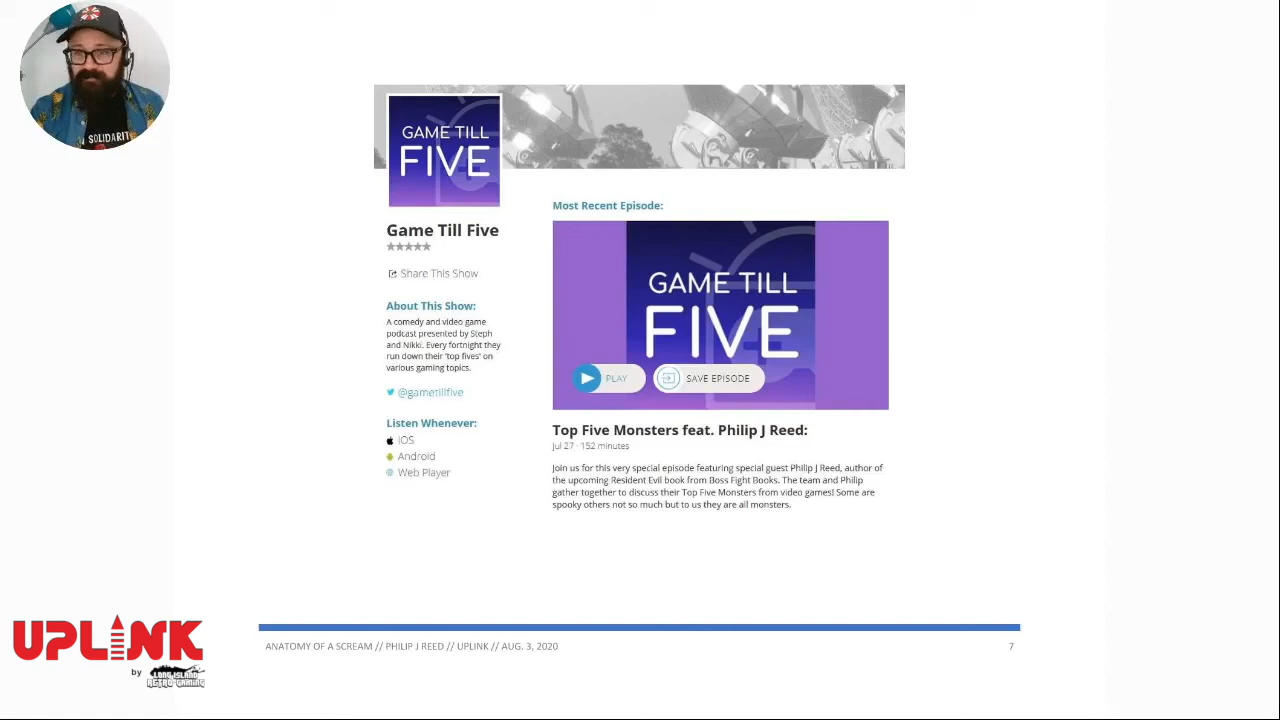 SOLIDARIT
GAME TILL
FIVE
Game Till Five
Share This Show
About This Show:
A comedy and video game
podcast presented by Steph
and Nikki. Every fortnight they
run down their 'top fives' on
various gaming topics.
@gametillfive
Listen Whenever:
iOS
Android
Web Player
Most Recent Episode:
GAME TILL
FIVE
PLAY
SAVE EPISODE
Top Five Monsters feat. Philip J Reed:
Jul 27 · 152 minutes
Join us for this very special episode featuring special guest Philip J Reed, author of
the upcoming Resident Evil book from Boss Fight Books. The team and Philip
gather together to discuss their Top Five Monsters from video games! Some are
spooky others not so much but to us they are all monsters.
UPLINK
by LONG ISLAND
RETRO GAMING
ANATOMY OF A SCREAM // PHILIP J REED // UPLINK // AUG. 3, 2020
7